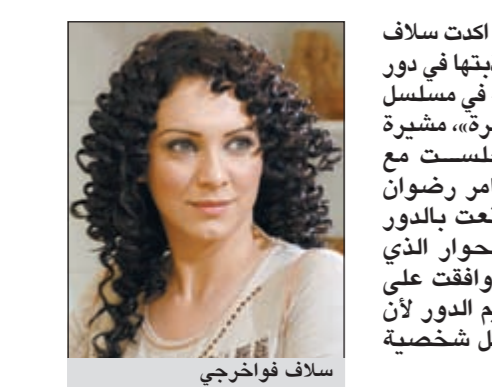 اكدت سلاف
بتها في دور
في مسلسل
رة»، مشيرة
لســت مع
امر رضوان
نعت بالدور
حوار الذي
وافقت على
م الدور لأن
ل شخصية
سلاف فواخرجي